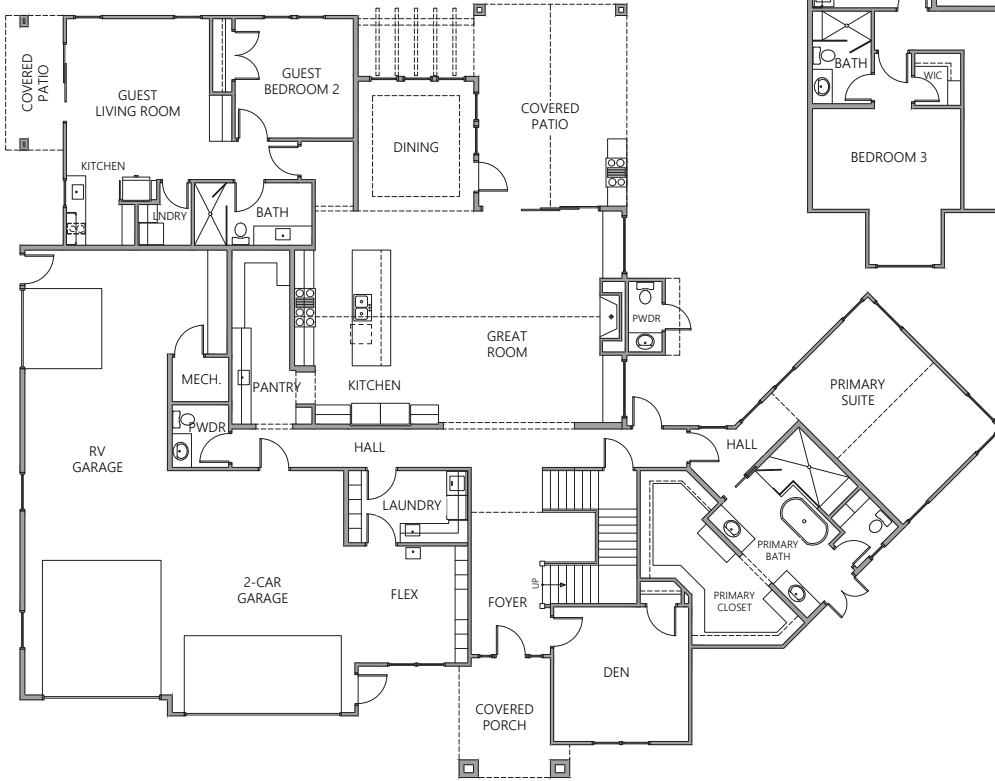 COVERED
PATIO
GUEST
LIVING ROOM
GUEST
BEDROOM 2
DINING
COVERED
PATIO
BATH
WIC
BEDROOM 3
KITCHEN
LNDRY
BATH
PWDR
GREAT
ROOM
MECH.
PANTRY
KITCHEN
PRIMARY
SUITE
PWDR
HALL
HALL
RV
GARAGE
LAUNDRY
PRIMARY
BATH
2-CAR
GARAGE
FLEX
FOYER
UP
PRIMARY
CLOSET
DEN
COVERED
PORCH